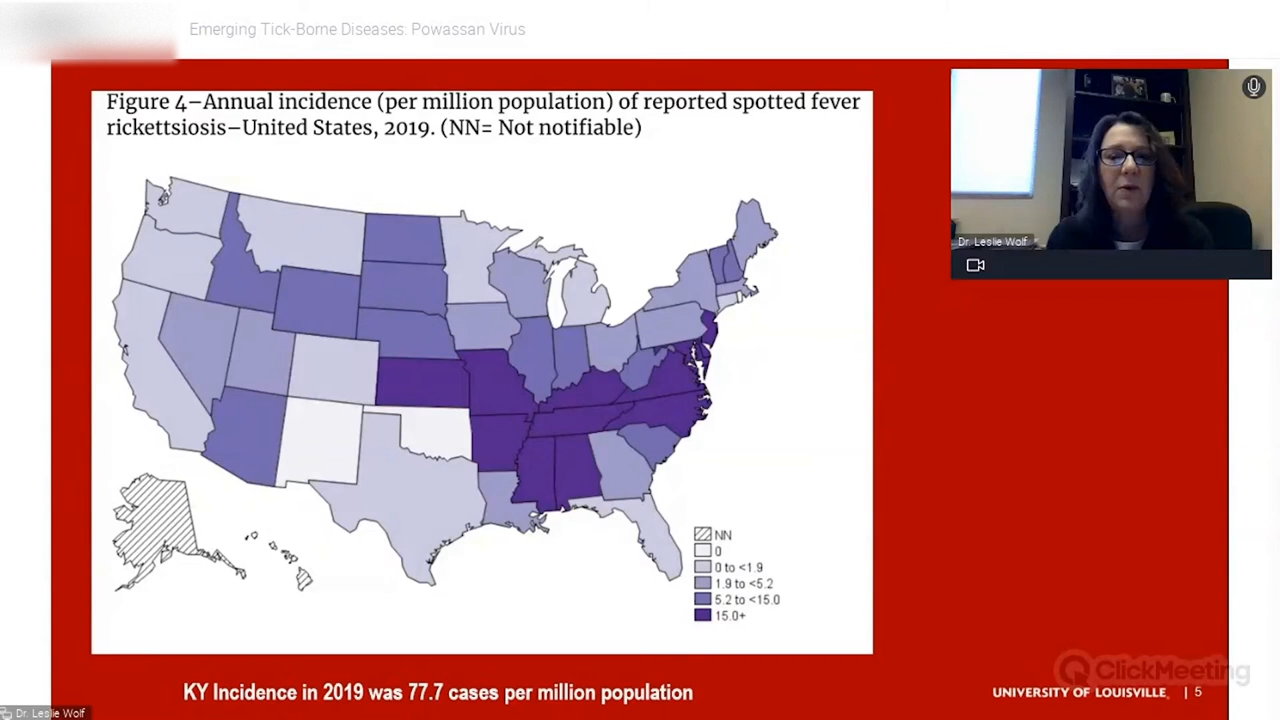 Emerging Tick-Borne Diseases: Powassan Virus
Figure 4–Annual incidence (per million population) of reported spotted fever
rickettsiosis–United States, 2019. (NN= Not notifiable)
Dr. Leslie Wolf
NN
0
0 to <1.9
1.9 to <5.2
5.2 to <15.0
15.0+
ClickMeeting
KY Incidence in 2019 was 77.7 cases per million population
UNIVERSITY OF LOUISVILLE | 5
Dr. Leslie Wolf